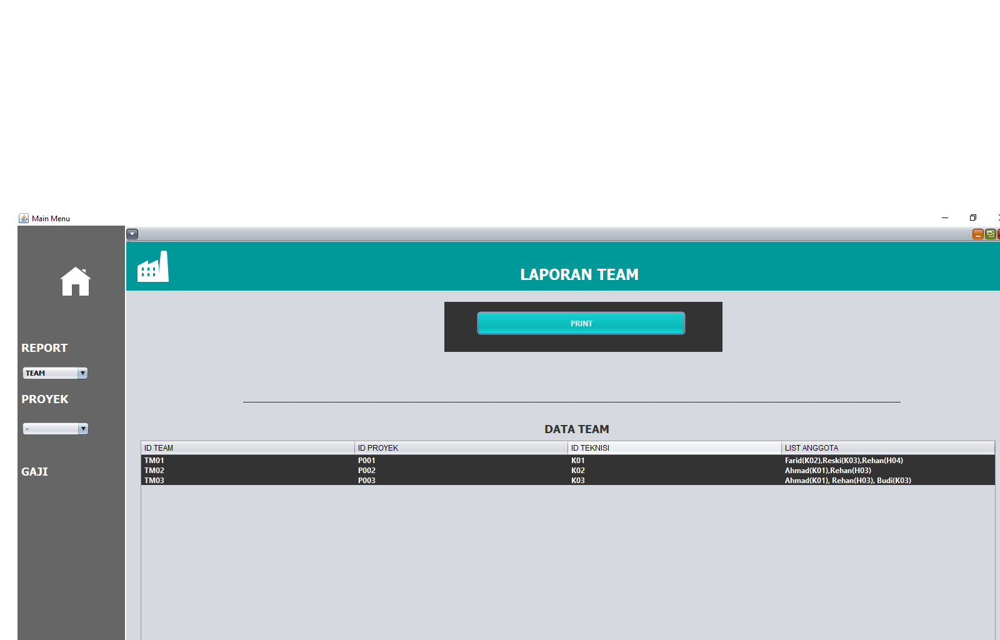 Main Menu
LAPORAN TEAM
PRINT
REPORT
TEAM
PROYEK
-
GAJI
DATA TEAM
ID TEAM ID PROYEK ID TEKNISI LIST ANGGOTA
TM01 P001 K01 Farid(K02),Reski(K03),Rehan(H04)
TM02 P002 K02 Ahmad(K01),Rehan(H03)
TM03 P003 K03 Ahmad(K01), Rehan(H03), Budi(K03)